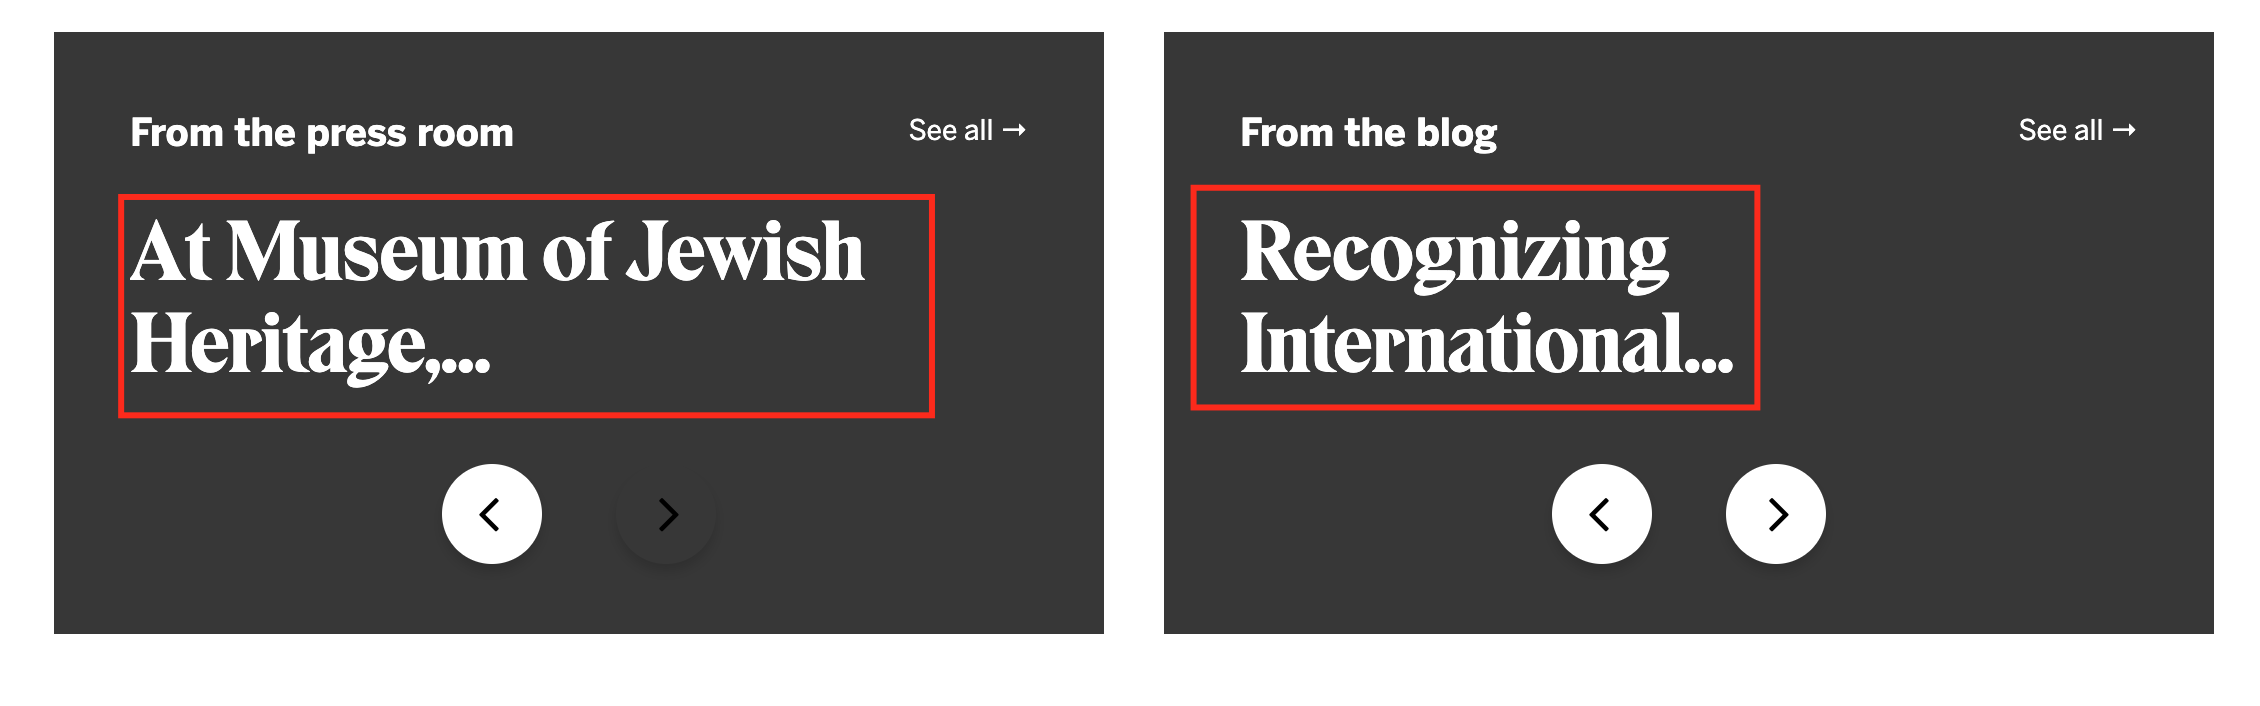 From the press room
See all →
At Museum of Jewish
Heritage,...
From the blog
See all →
Recognizing
International...